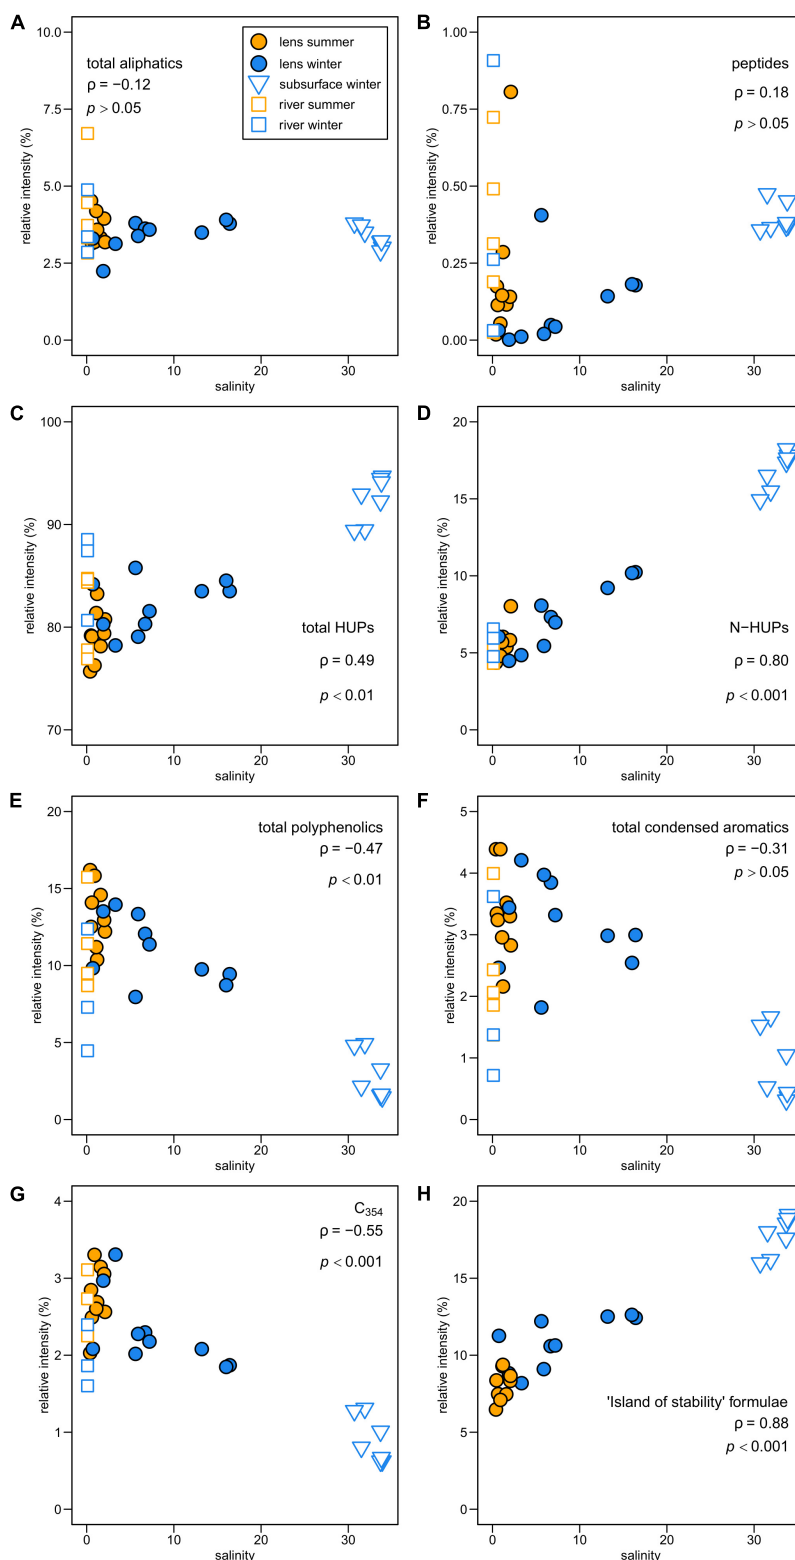 A
10.0
7.5
5.0
2.5
0.0
relative intensity (%)
0
10
20
30
salinity
total aliphatics
ρ = −0.12
p > 0.05
lens summer
lens winter
subsurface winter
river summer
river winter
B
1.00
0.75
0.50
0.25
0.00
relative intensity (%)
0
10
20
30
salinity
peptides
ρ = 0.18
p > 0.05
C
100
90
80
70
relative intensity (%)
0
10
20
30
salinity
total HUPs
ρ = 0.49
p < 0.01
D
20
15
10
5
0
relative intensity (%)
0
10
20
30
salinity
N−HUPs
ρ = 0.80
p < 0.001
E
20
15
10
5
0
relative intensity (%)
0
10
20
30
salinity
total polyphenolics
ρ = −0.47
p < 0.01
F
5
4
3
2
1
0
relative intensity (%)
0
10
20
30
salinity
total condensed aromatics
ρ = −0.31
p > 0.05
G
4
3
2
1
0
relative intensity (%)
0
10
20
30
salinity
C₃₅₄
ρ = −0.55
p < 0.001
H
20
15
10
5
0
relative intensity (%)
0
10
20
30
salinity
'Island of stability' formulae
ρ = 0.88
p < 0.001